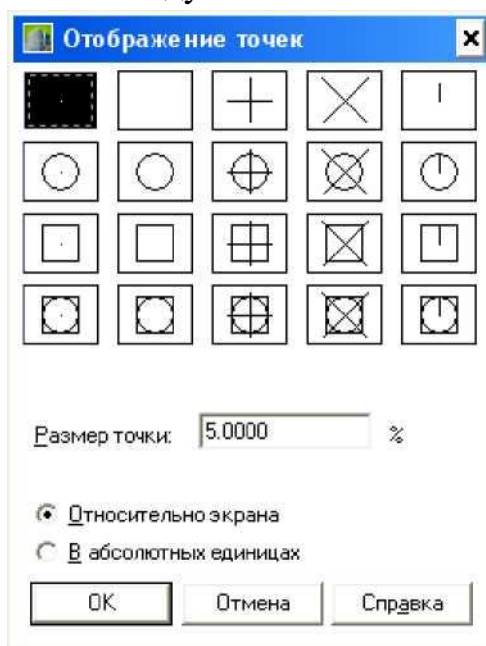 Отображение точек
Размер точки: 5.0000 %
Относительно экрана
В абсолютных единицах
OK Отмена Справка